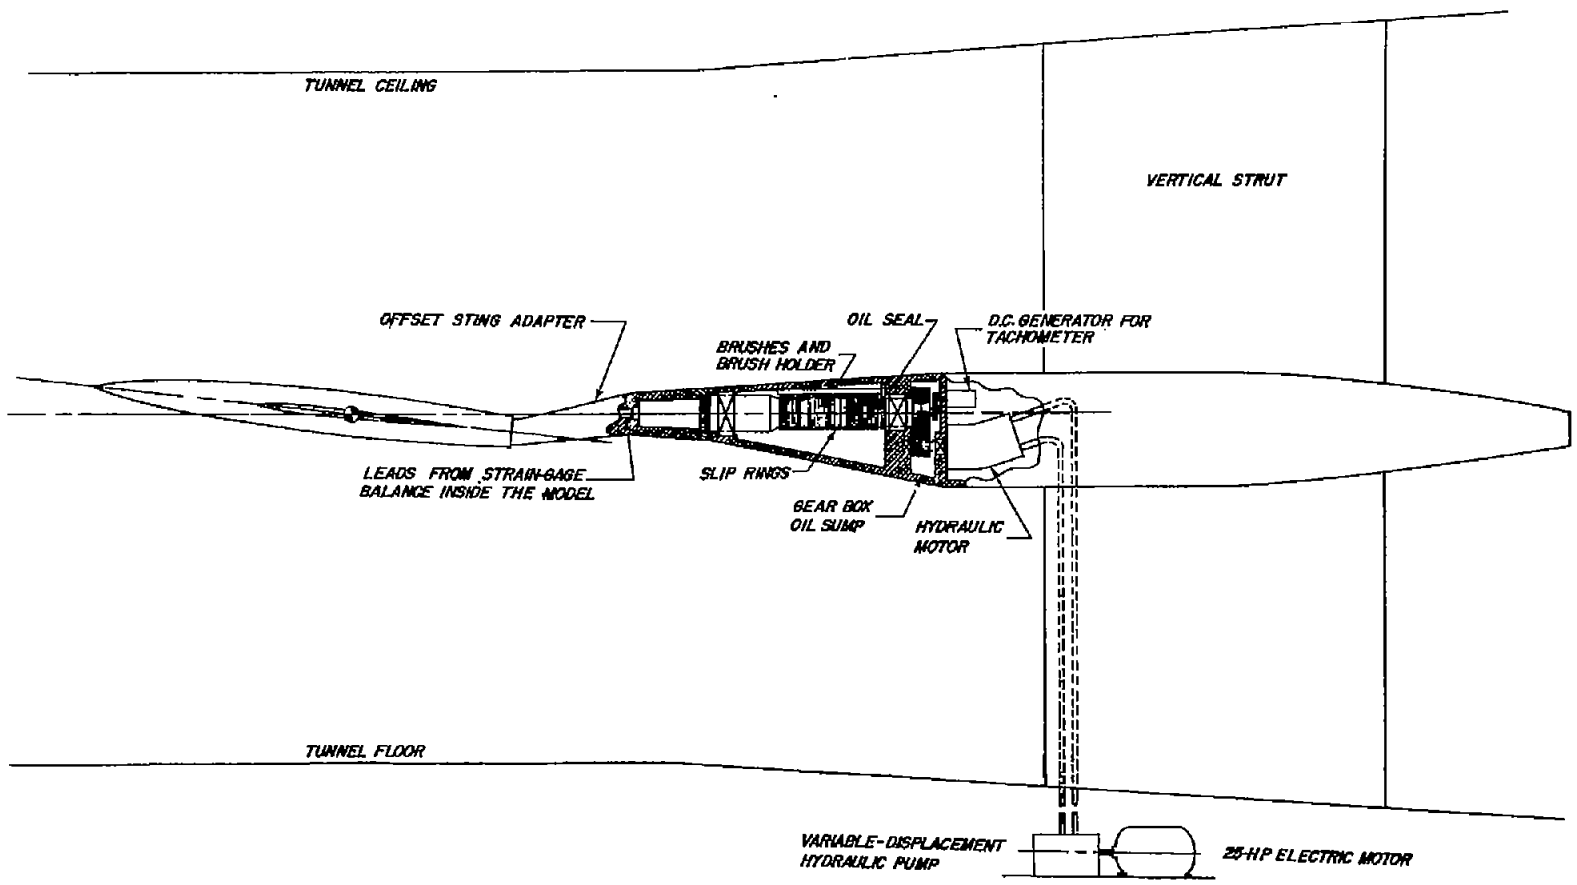 TUNNEL CEILING
VERTICAL STRUT
OFFSET STING ADAPTER
OIL SEAL
D.C. GENERATOR FOR
TACHOMETER
BRUSHES AND
BRUSH HOLDER
LEADS FROM STRAIN-GAGE
BALANCE INSIDE THE MODEL
SLIP RINGS
GEAR BOX
OIL SUMP
HYDRAULIC
MOTOR
TUNNEL FLOOR
VARIABLE-DISPLACEMENT
HYDRAULIC PUMP
25-HP ELECTRIC MOTOR